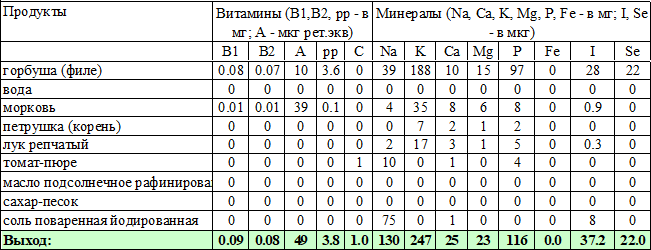 Продукты Витамины (В1,В2, рр - в мг; А - мкг рет.экв) Минералы (Na, Ca, K, Mg, P, Fe - в мг; I, Se - в мкг)
В1 В2 А рр С Na K Ca Mg P Fe I Se
горбуша (филе) 0.08 0.07 10 3.6 0 39 188 10 15 97 0 28 22
вода 0 0 0 0 0 0 0 0 0 0 0 0 0
морковь 0.01 0.01 39 0.1 0 4 35 8 6 8 0 0.9 0
петрушка (корень) 0 0 0 0 0 0 7 2 1 2 0 0 0
лук репчатый 0 0 0 0 0 2 17 3 1 5 0 0.3 0
томат-пюре 0 0 0 0 1 10 0 1 0 4 0 0 0
масло подсолнечное рафинирова 0 0 0 0 0 0 0 0 0 0 0 0 0
сахар-песок 0 0 0 0 0 0 0 0 0 0 0 0 0
соль поваренная йодированная 0 0 0 0 0 75 0 1 0 0 0 8 0
Выход: 0.09 0.08 49 3.8 1.0 130 247 25 23 116 0.0 37.2 22.0